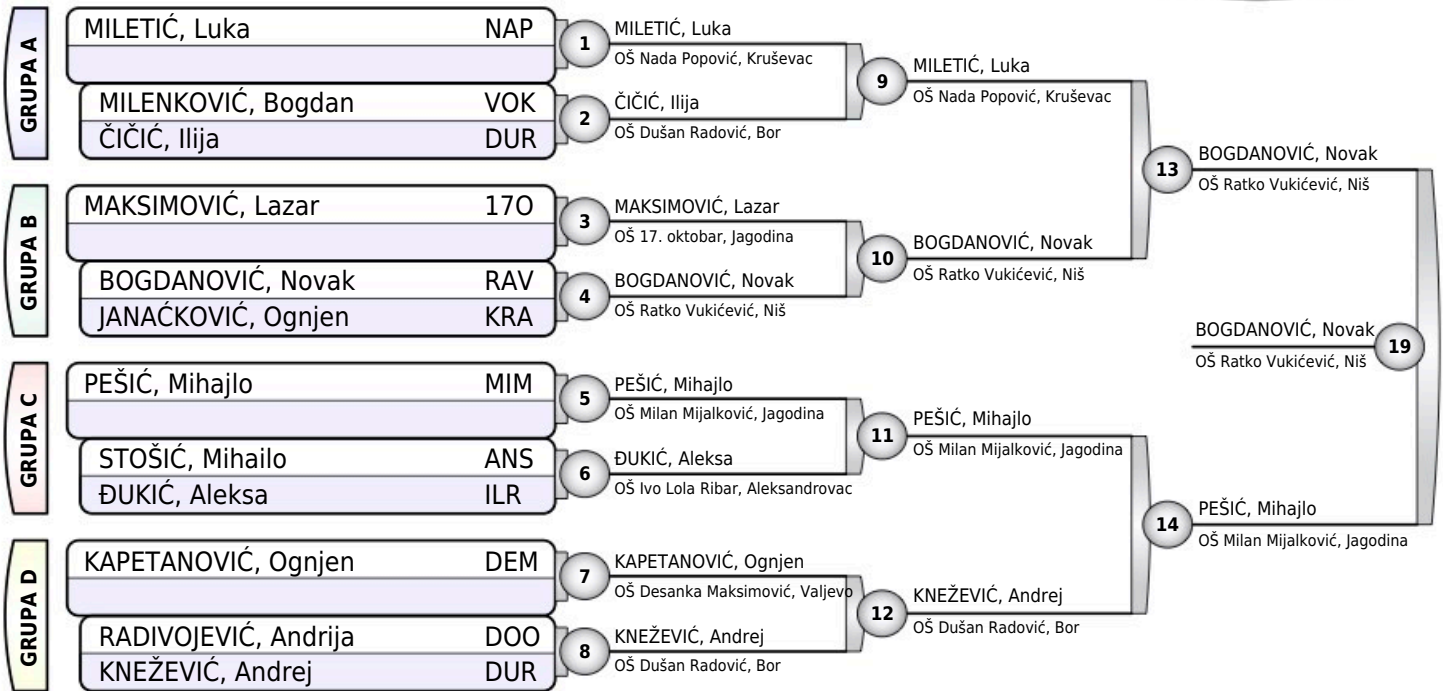 GRUPA A
MILETIĆ, Luka NAP
MILENKOVIĆ, Bogdan VOK
ČIČIĆ, Ilija DUR
GRUPA B
MAKSIMOVIĆ, Lazar 17O
BOGDANOVIĆ, Novak RAV
JANAĆKOVIĆ, Ognjen KRA
GRUPA C
PEŠIĆ, Mihajlo MIM
STOŠIĆ, Mihailo ANS
ĐUKIĆ, Aleksa ILR
GRUPA D
KAPETANOVIĆ, Ognjen DEM
RADIVOJEVIĆ, Andrija DOO
KNEŽEVIĆ, Andrej DUR
1
MILETIĆ, Luka
OŠ Nada Popović, Kruševac
2
ČIČIĆ, Ilija
OŠ Dušan Radović, Bor
3
MAKSIMOVIĆ, Lazar
OŠ 17. oktobar, Jagodina
4
BOGDANOVIĆ, Novak
OŠ Ratko Vukićević, Niš
5
PEŠIĆ, Mihajlo
OŠ Milan Mijalković, Jagodina
6
ĐUKIĆ, Aleksa
OŠ Ivo Lola Ribar, Aleksandrovac
7
KAPETANOVIĆ, Ognjen
OŠ Desanka Maksimović, Valjevo
8
KNEŽEVIĆ, Andrej
OŠ Dušan Radović, Bor
9
MILETIĆ, Luka
OŠ Nada Popović, Kruševac
10
BOGDANOVIĆ, Novak
OŠ Ratko Vukićević, Niš
11
PEŠIĆ, Mihajlo
OŠ Milan Mijalković, Jagodina
12
KNEŽEVIĆ, Andrej
OŠ Dušan Radović, Bor
13
BOGDANOVIĆ, Novak
OŠ Ratko Vukićević, Niš
14
PEŠIĆ, Mihajlo
OŠ Milan Mijalković, Jagodina
BOGDANOVIĆ, Novak
OŠ Ratko Vukićević, Niš
19